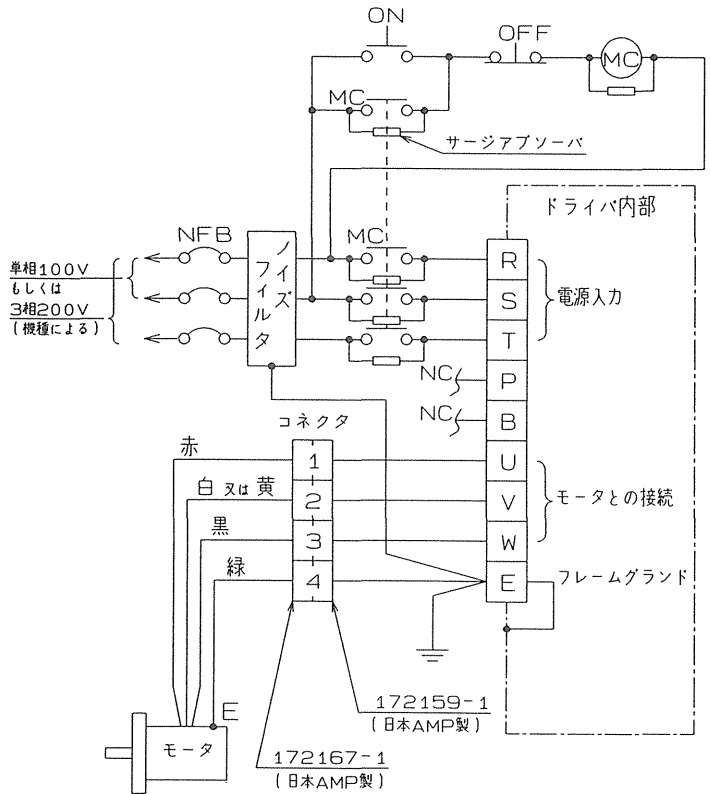 ON
OFF
MC
MC
サージアブソーバ
ドライバ内部
NFB
ノイズ
フィルタ
MC
単相100V
もしくは
3相200V
(機種による)
R
S
T
P
B
U
V
W
E
電源入力
NC
NC
コネクタ
赤
白 又は 黄
黒
緑
1
2
3
4
モータとの接続
フレームグランド
E
モータ
172159-1
(日本AMP製)
172167-1
(日本AMP製)